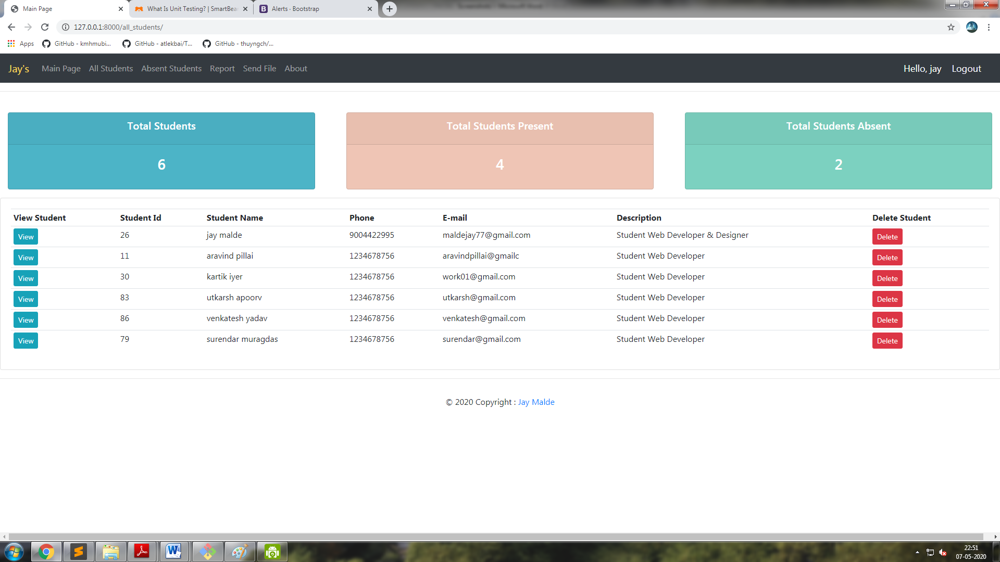 Main Page
What Is Unit Testing? | SmartBea
Alerts · Bootstrap
127.0.0.1:8000/all_students/
Apps
GitHub - kmhmubi...
GitHub - atlekbai/T...
GitHub - thuyngch/...
Jay's Main Page All Students Absent Students Report Send File About Hello, jay Logout
Total Students
6
Total Students Present
4
Total Students Absent
2
View Student Student Id Student Name Phone E-mail Description Delete Student
View 26 jay malde 9004422995 maldejay77@gmail.com Student Web Developer & Designer Delete
View 11 aravind pillai 1234678756 aravindpillai@gmailc Student Web Developer Delete
View 30 kartik iyer 1234678756 work01@gmail.com Student Web Developer Delete
View 83 utkarsh apoorv 1234678756 utkarsh@gmail.com Student Web Developer Delete
View 86 venkatesh yadav 1234678756 venkatesh@gmail.com Student Web Developer Delete
View 79 surendar muragdas 1234678756 surendar@gmail.com Student Web Developer Delete
© 2020 Copyright : Jay Malde
22:51
07-05-2020